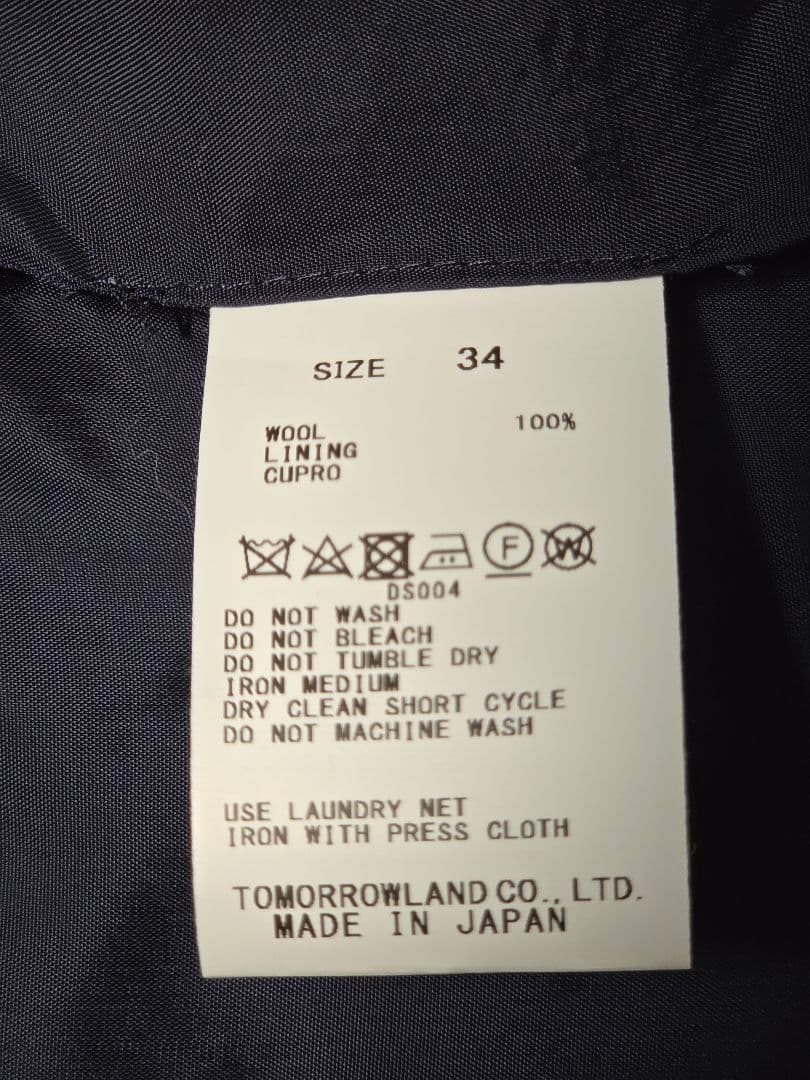 SIZE 34
WOOL 100%
LINING
CUPRO
F W
DS004
DO NOT WASH
DO NOT BLEACH
DO NOT TUMBLE DRY
IRON MEDIUM
DRY CLEAN SHORT CYCLE
DO NOT MACHINE WASH
USE LAUNDRY NET
IRON WITH PRESS CLOTH
TOMORROWLAND CO., LTD.
MADE IN JAPAN